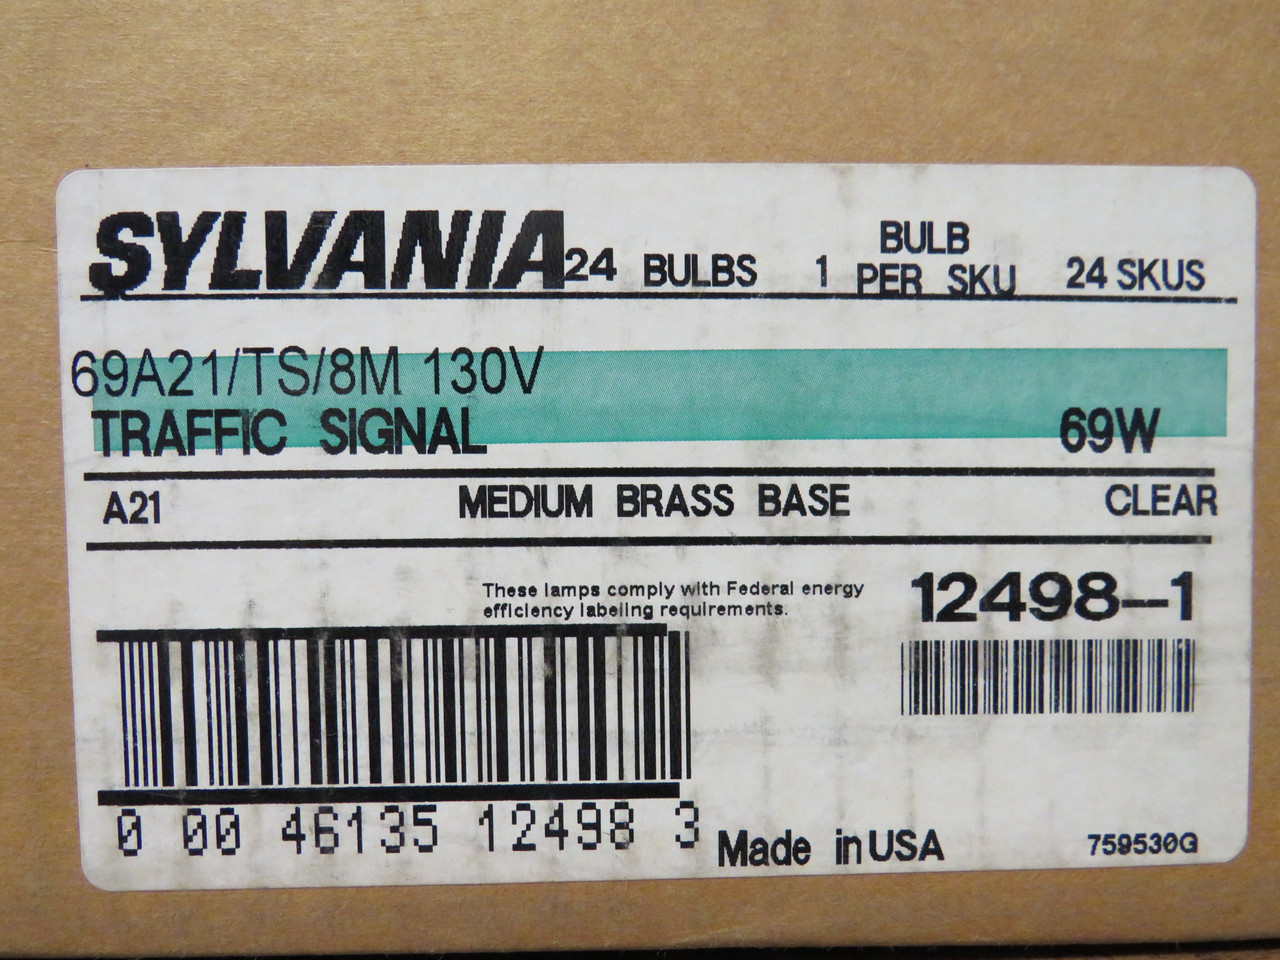 SYLVANIA 24 BULBS 1 BULB PER SKU 24 SKUS
69A21/TS/8M 130V
TRAFFIC SIGNAL 69W
A21 MEDIUM BRASS BASE CLEAR
These lamps comply with Federal energy
efficiency labeling requirements.
12498-1
0 00 46135 12498 3
Made in USA
759530G